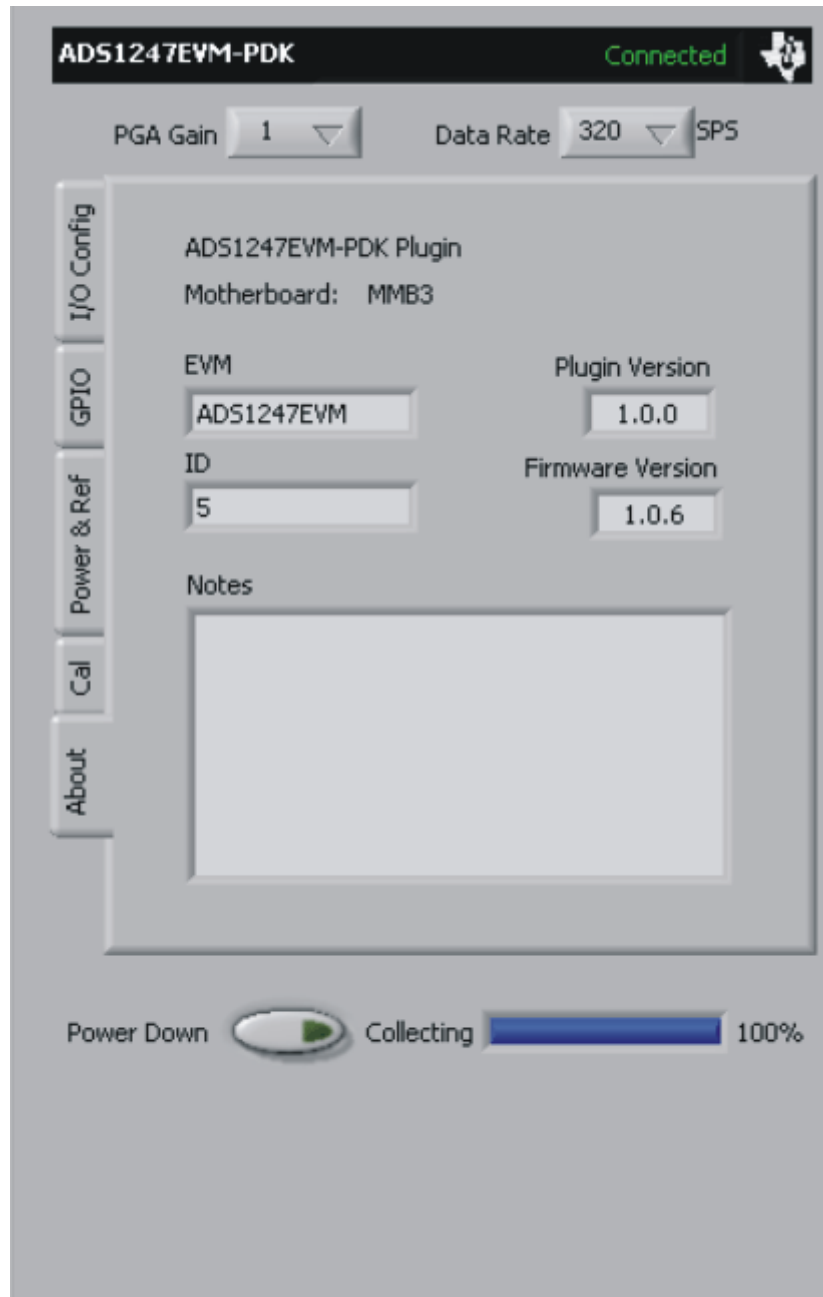 ADS1247EVM-PDK Connected
PGA Gain 1 Data Rate 320 SPS
I/O Config
GPIO
Power & Ref
Cal
About
ADS1247EVM-PDK Plugin
Motherboard: MMB3
EVM Plugin Version
ADS1247EVM 1.0.0
ID Firmware Version
5 1.0.6
Notes
Power Down Collecting 100%